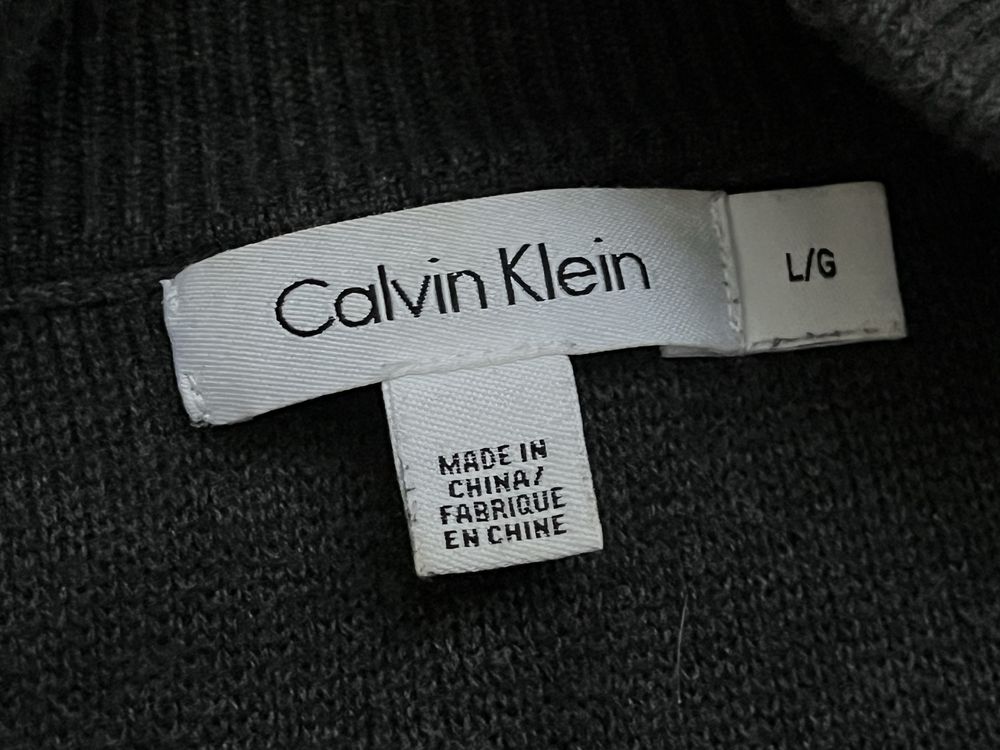 Calvin Klein
L/G
MADE IN
CHINA/
FABRIQUE
EN CHINE